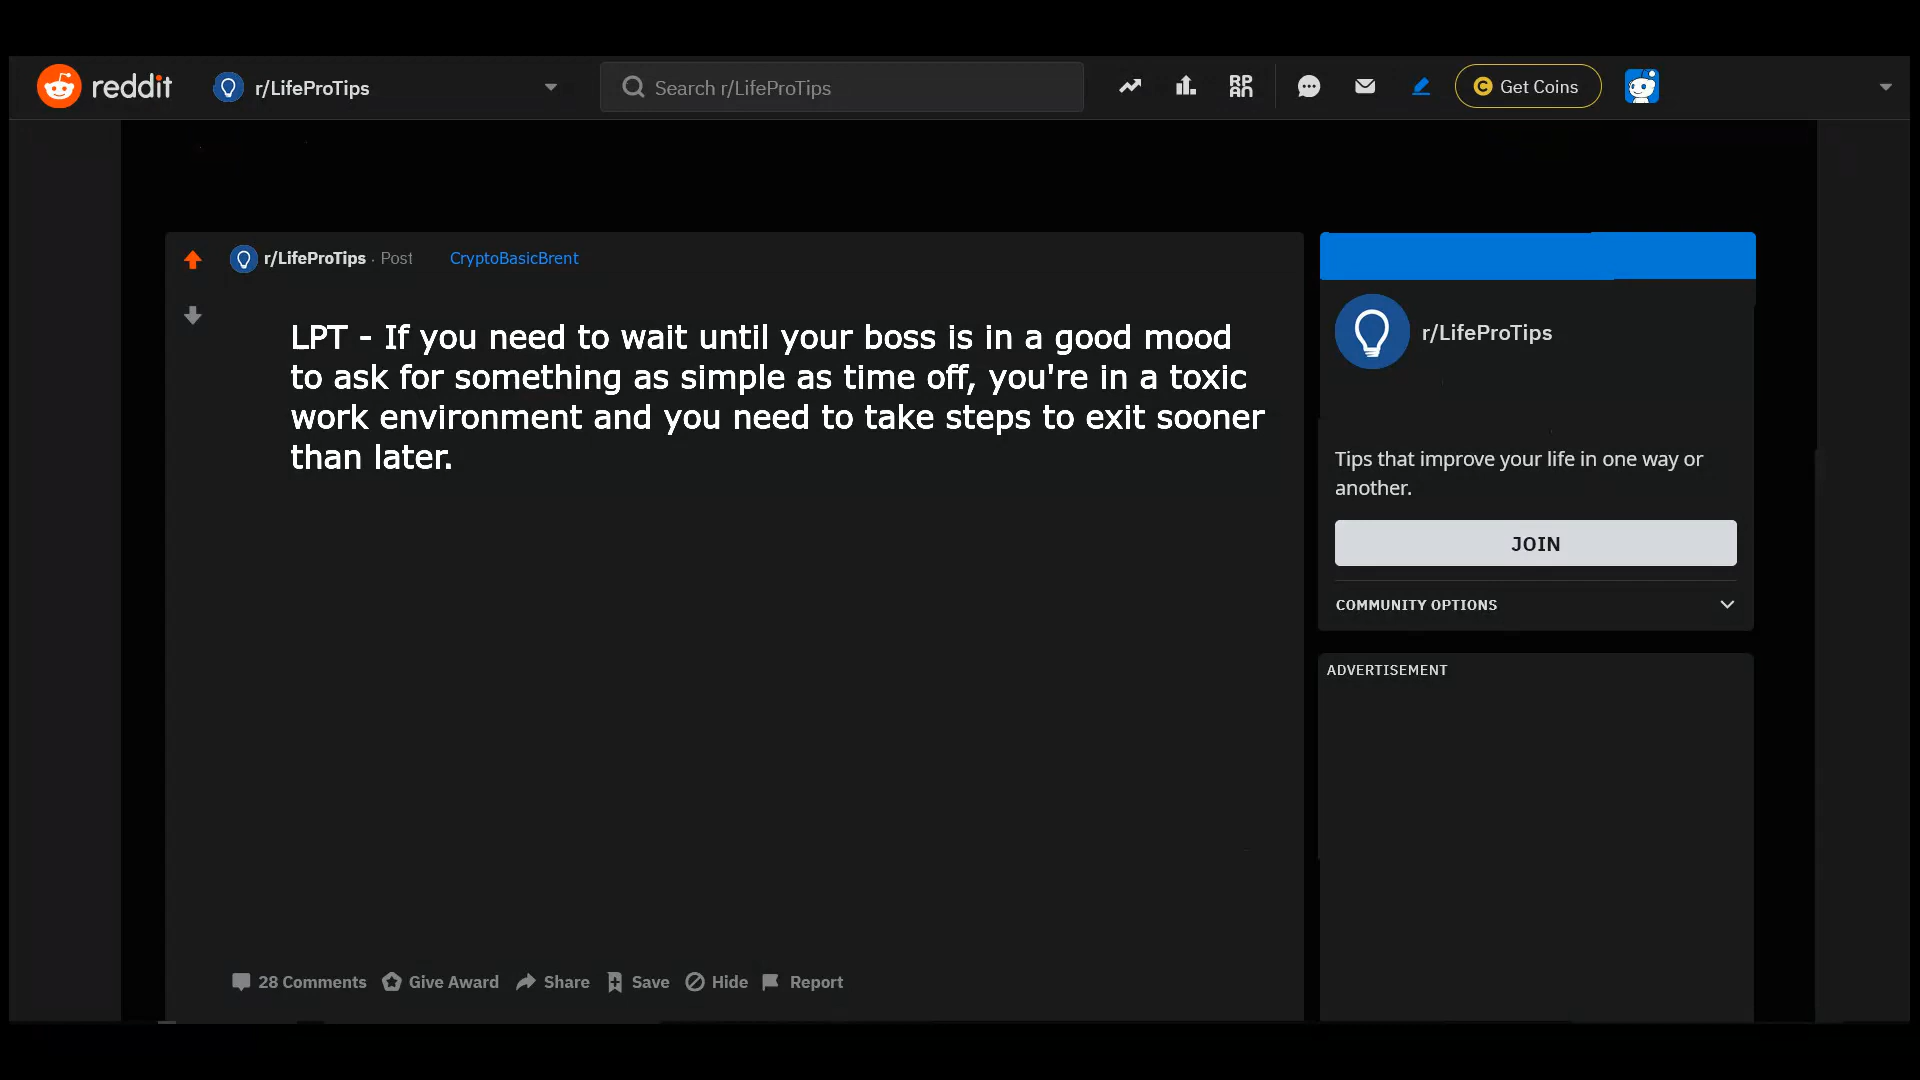 reddit
r/LifeProTips
Search r/LifeProTips
RPAN
Get Coins
r/LifeProTips · Post CryptoBasicBrent
LPT - If you need to wait until your boss is in a good mood
to ask for something as simple as time off, you're in a toxic
work environment and you need to take steps to exit sooner
than later.
28 Comments Give Award Share Save Hide Report
r/LifeProTips
Tips that improve your life in one way or
another.
JOIN
COMMUNITY OPTIONS
ADVERTISEMENT